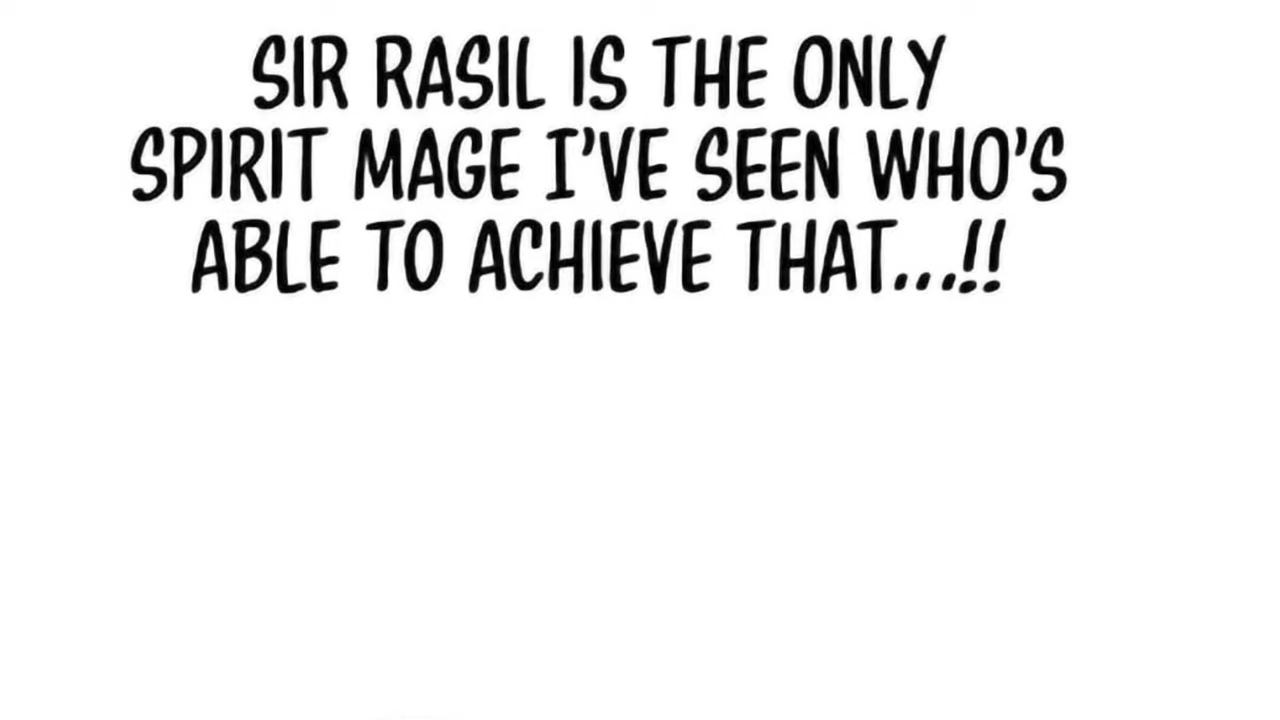 SIR RASIL IS THE ONLY
SPIRIT MAGE I'VE SEEN WHO'S
ABLE TO ACHIEVE THAT...!!